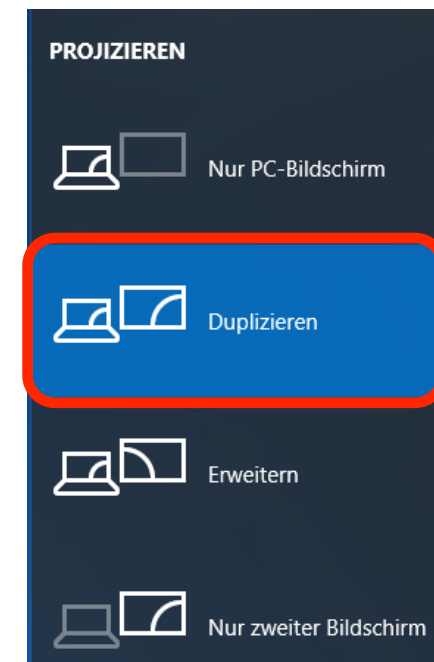 PROJIZIEREN
Nur PC-Bildschirm
Duplizieren
Erweitern
Nur zweiter Bildschirm